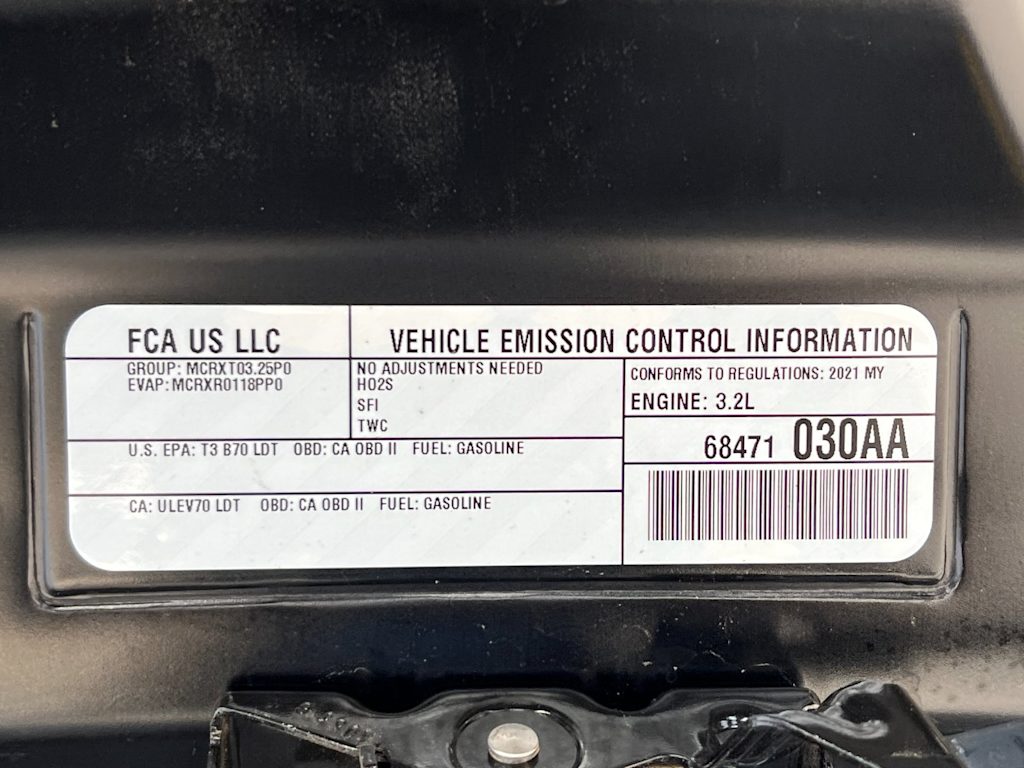 FCA US LLC
VEHICLE EMISSION CONTROL INFORMATION
GROUP: MCRXT03.25P0
EVAP:MCRXR0118PP0
NO ADJUSTMENTS NEEDED
HO2S
SFI
TWC
CONFORMS TO REGULATIONS: 2021 MY
ENGINE: 3.2L
68471 030AA
U.S. EPA: T3 B70 LDT OBD: CA OBD II FUEL: GASOLINE
CA: ULEV70 LDT OBD: CA OBD II FUEL: GASOLINE